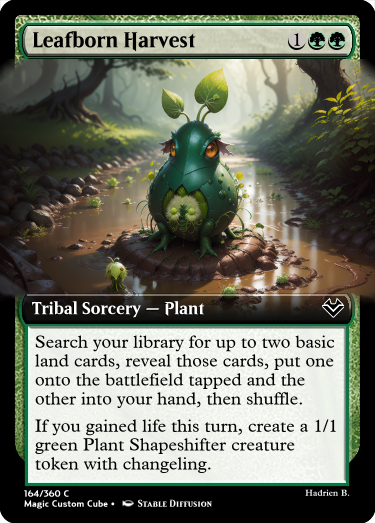 Leafborn Harvest 1
Tribal Sorcery — Plant
Search your library for up to two basic
land cards, reveal those cards, put one
onto the battlefield tapped and the
other into your hand, then shuffle.
If you gained life this turn, create a 1/1
green Plant Shapeshifter creature
token with changeling.
164/360 C Hadrien B.
Magic Custom Cube • Stable Diffusion